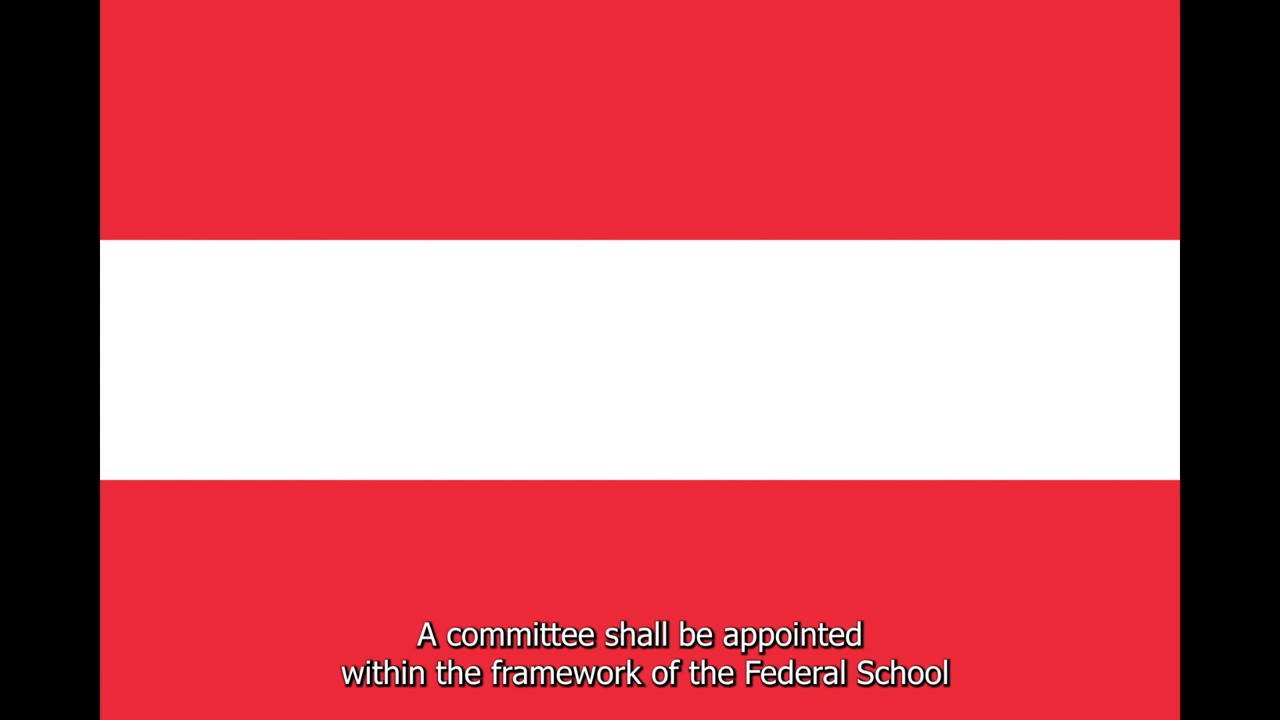 A committee shall be appointed
within the framework of the Federal School